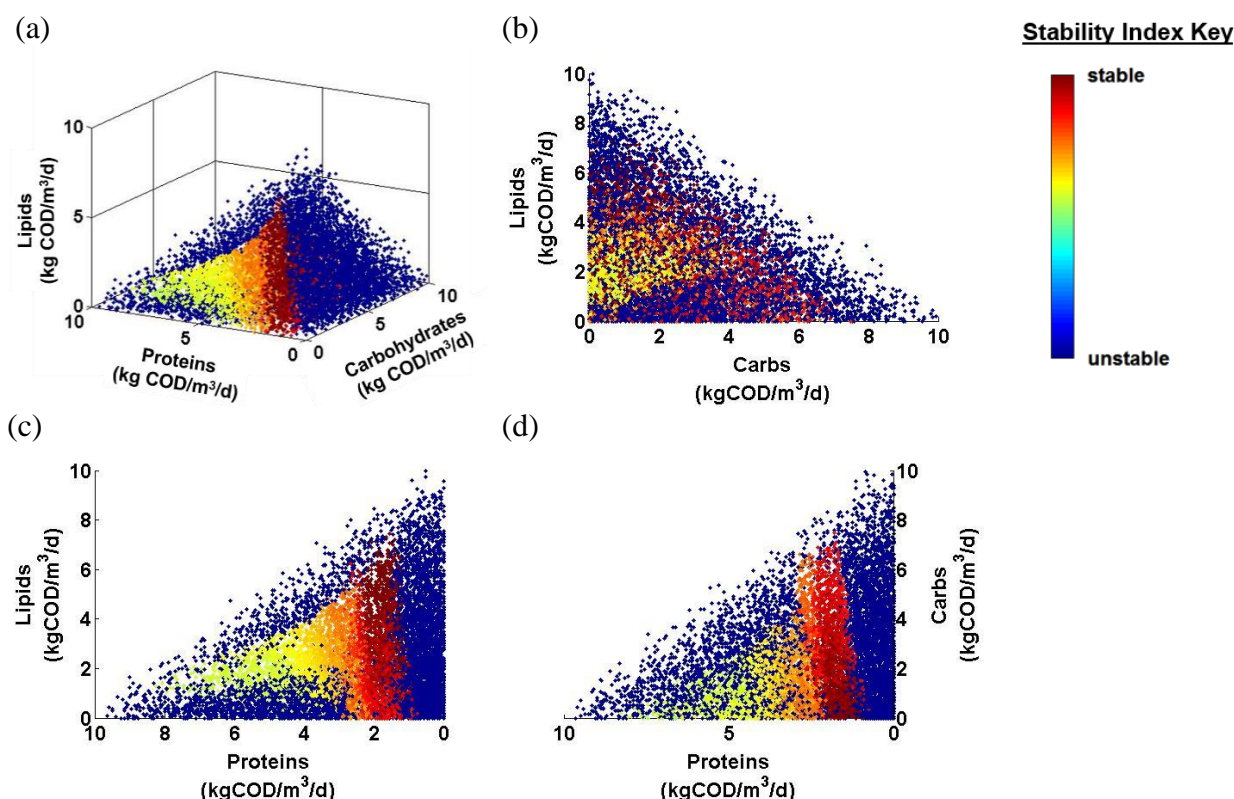 (a)
10
5
0
Lipids
(kg COD/m³/d)
10
5
0
Proteins
(kg COD/m³/d)
0
5
10
Carbohydrates
(kg COD/m³/d)
(b)
10
8
6
4
2
0
Lipids
(kgCOD/m³/d)
0 2 4 6 8 10
Carbs
(kgCOD/m³/d)
Stability Index Key
stable
unstable
(c)
10
8
6
4
2
0
Lipids
(kgCOD/m³/d)
10 8 6 4 2 0
Proteins
(kgCOD/m³/d)
(d)
10
8
6
4
2
0
Carbs
(kgCOD/m³/d)
10 5 0
Proteins
(kgCOD/m³/d)